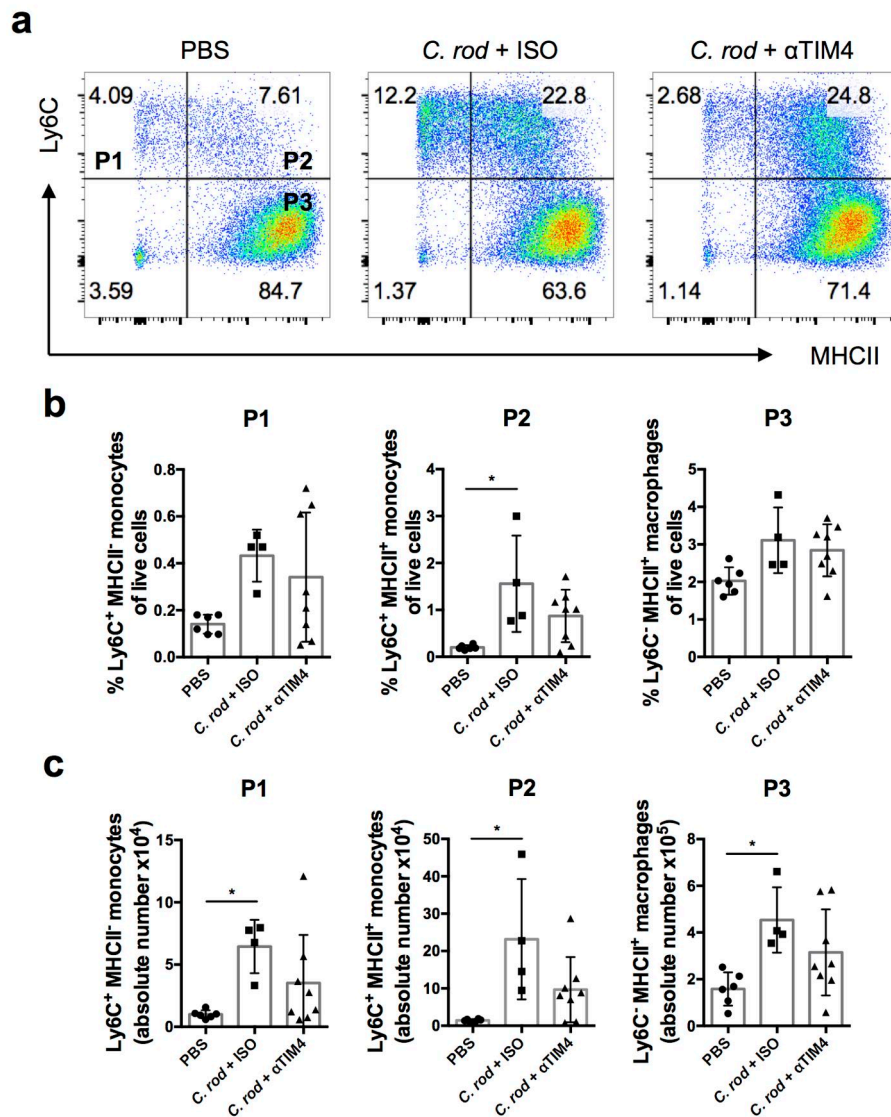 a
PBS
C. rod + ISO
C. rod + αTIM4
Ly6C
4.09
7.61
P1
P2
P3
3.59
84.7
12.2
22.8
1.37
63.6
2.68
24.8
1.14
71.4
MHCII
b
P1
% Ly6C⁺ MHCII⁻ monocytes
of live cells
0.8
0.6
0.4
0.2
0.0
PBS
C. rod + ISO
C. rod + αTIM4
P2
% Ly6C⁺ MHCII⁺ monocytes
of live cells
4
3
2
1
0
*
PBS
C. rod + ISO
C. rod + αTIM4
P3
% Ly6C⁻ MHCII⁺ macrophages
of live cells
5
4
3
2
1
0
PBS
C. rod + ISO
C. rod + αTIM4
c
P1
Ly6C⁺ MHCII⁻ monocytes
(absolute number x10⁴)
15
10
5
0
*
PBS
C. rod + ISO
C. rod + αTIM4
P2
Ly6C⁺ MHCII⁺ monocytes
(absolute number x10⁴)
50
40
30
20
10
0
*
PBS
C. rod + ISO
C. rod + αTIM4
P3
Ly6C⁻ MHCII⁺ macrophages
(absolute number x10⁵)
8
6
4
2
0
*
PBS
C. rod + ISO
C. rod + αTIM4